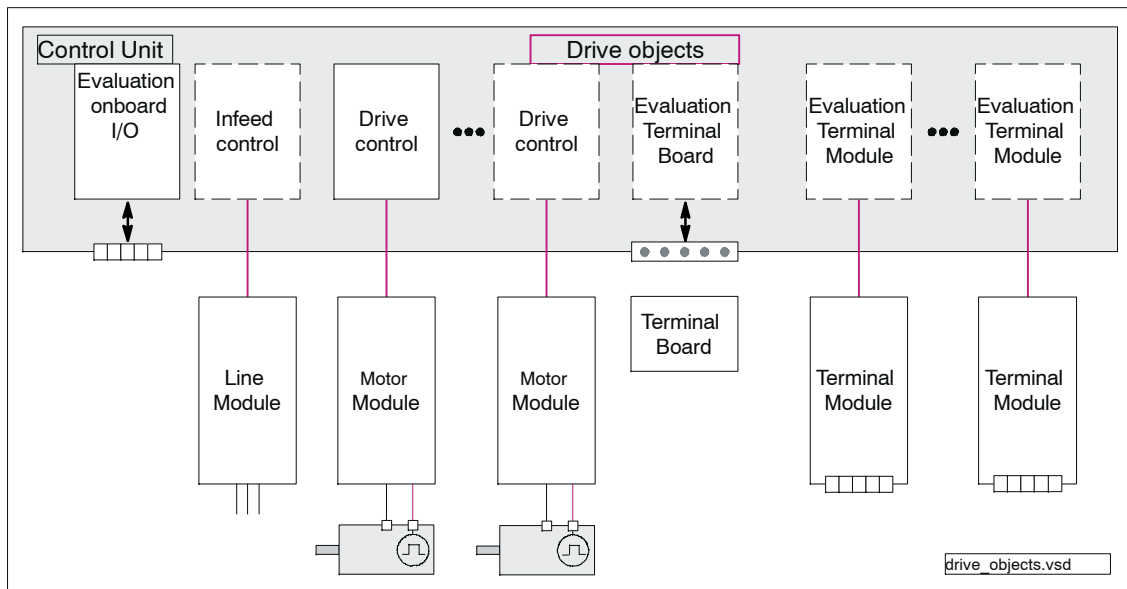 Control Unit
Drive objects
Evaluation
onboard
I/O
Infeed
control
Drive
control
Drive
control
Evaluation
Terminal
Board
Evaluation
Terminal
Module
Evaluation
Terminal
Module
Line
Module
Motor
Module
Motor
Module
Terminal
Board
Terminal
Module
Terminal
Module
drive_objects.vsd